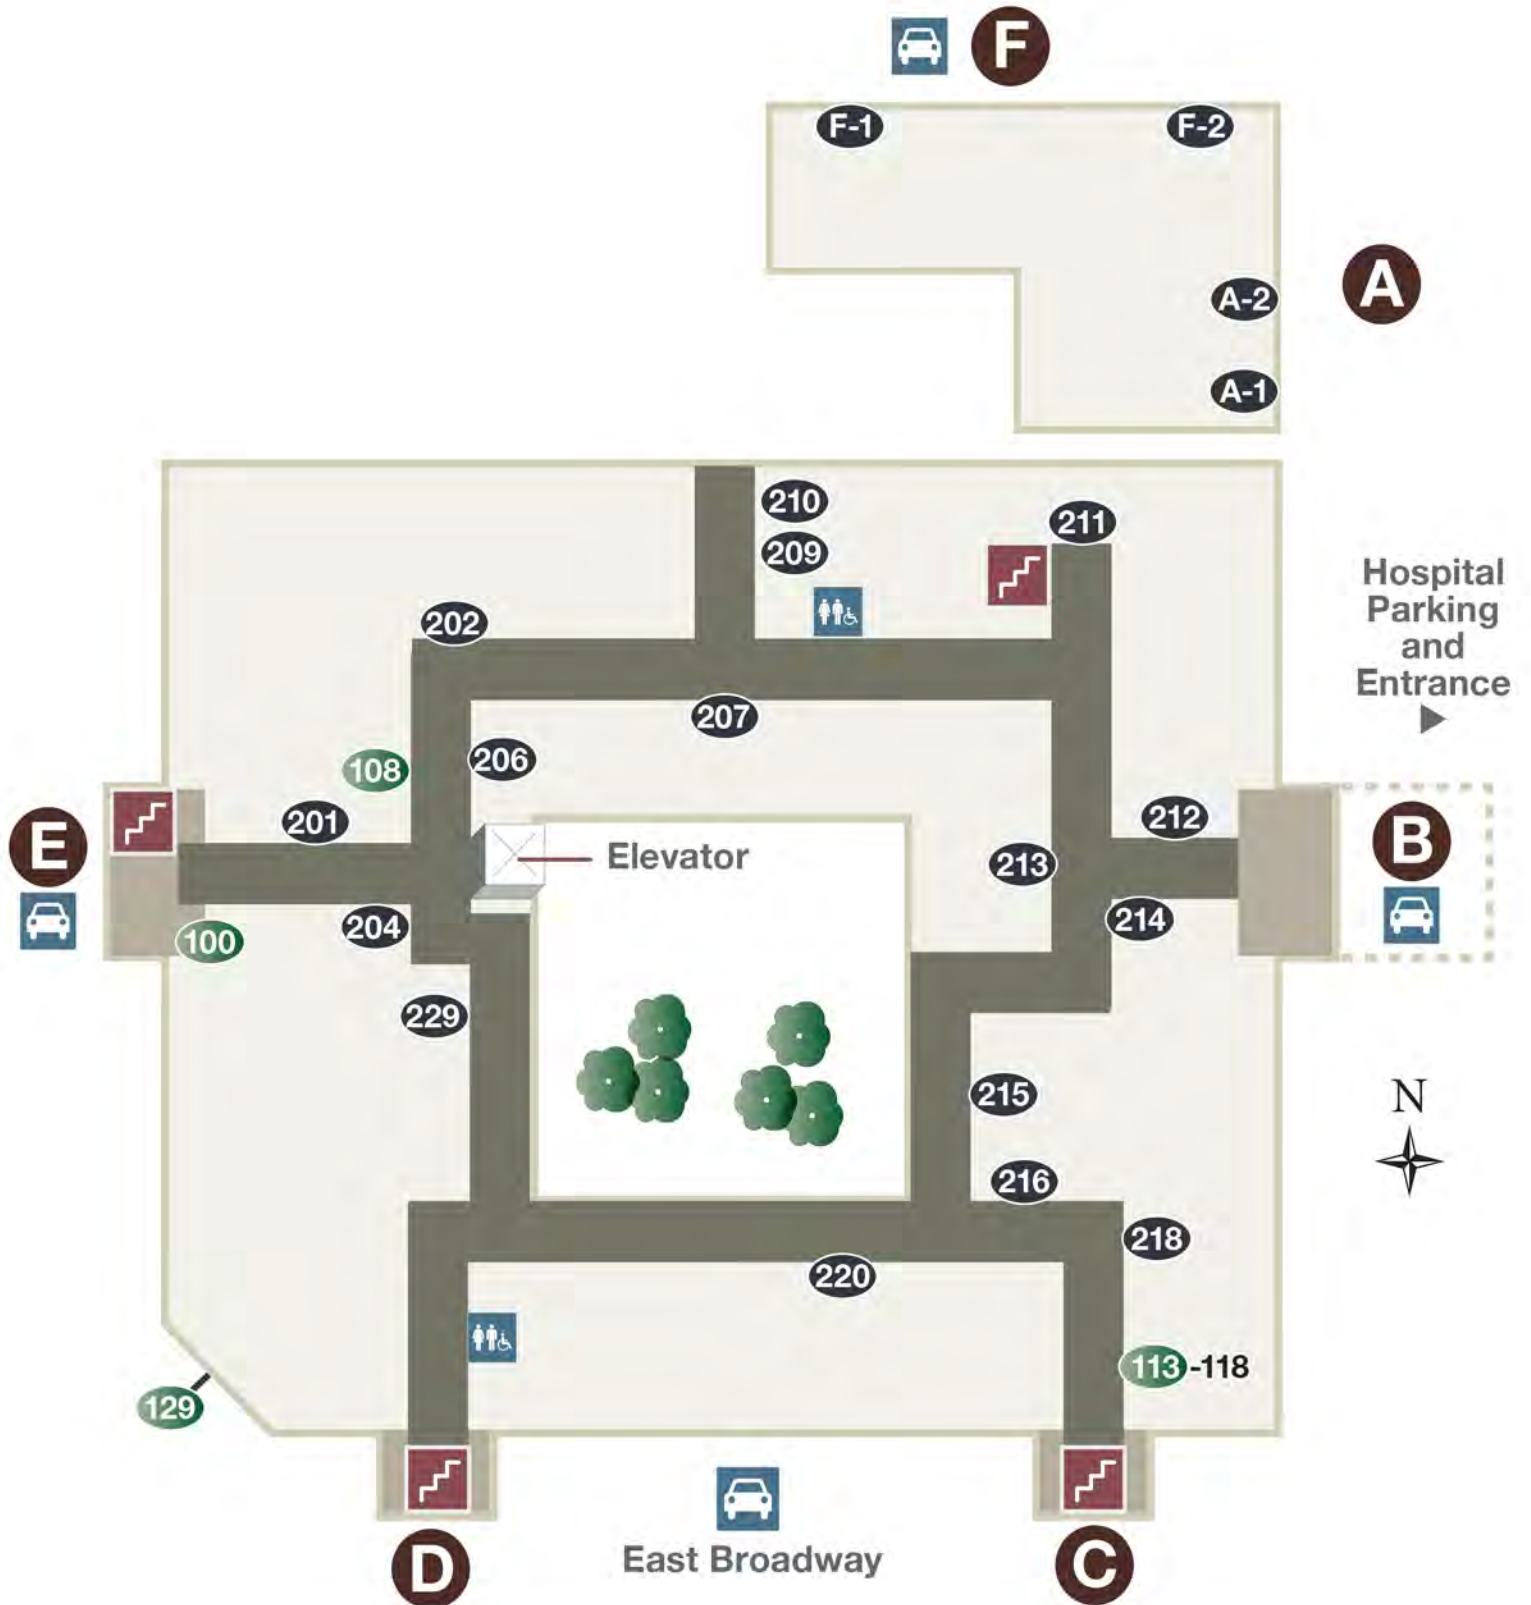 F
F-1
F-2
A-2
A
A-1
210
211
209
Hospital
Parking
and
Entrance
202
207
206
108
201
212
E
Elevator
213
B
204
214
100
229
215
N
216
218
220
113-118
129
East Broadway
D
C